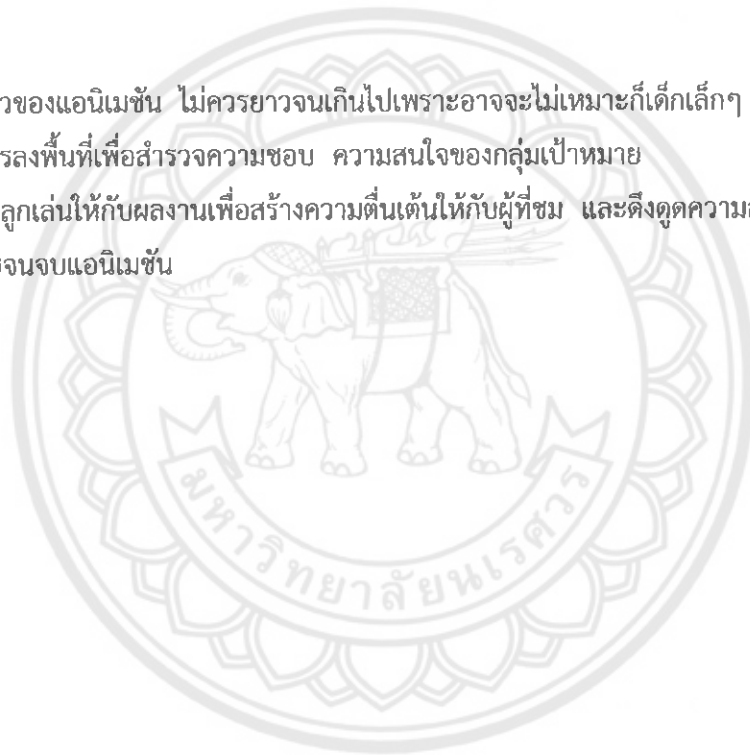 วของแอนิเมชัน ไม่ควรยาวจนเกินไปเพราะอาจจะไม่เหมาะก็เด็กเล็กๆ
รลงพื้นที่เพื่อสำรวจความชอบ ความสนใจของกลุ่มเป้าหมาย
ลูกเล่นให้กับผลงานเพื่อสร้างความตื่นเต้นให้กับผู้ที่ชม และดึงดูดความ
จนจบแอนิเมชัน
มหาวิทยาลัยนเรศวร